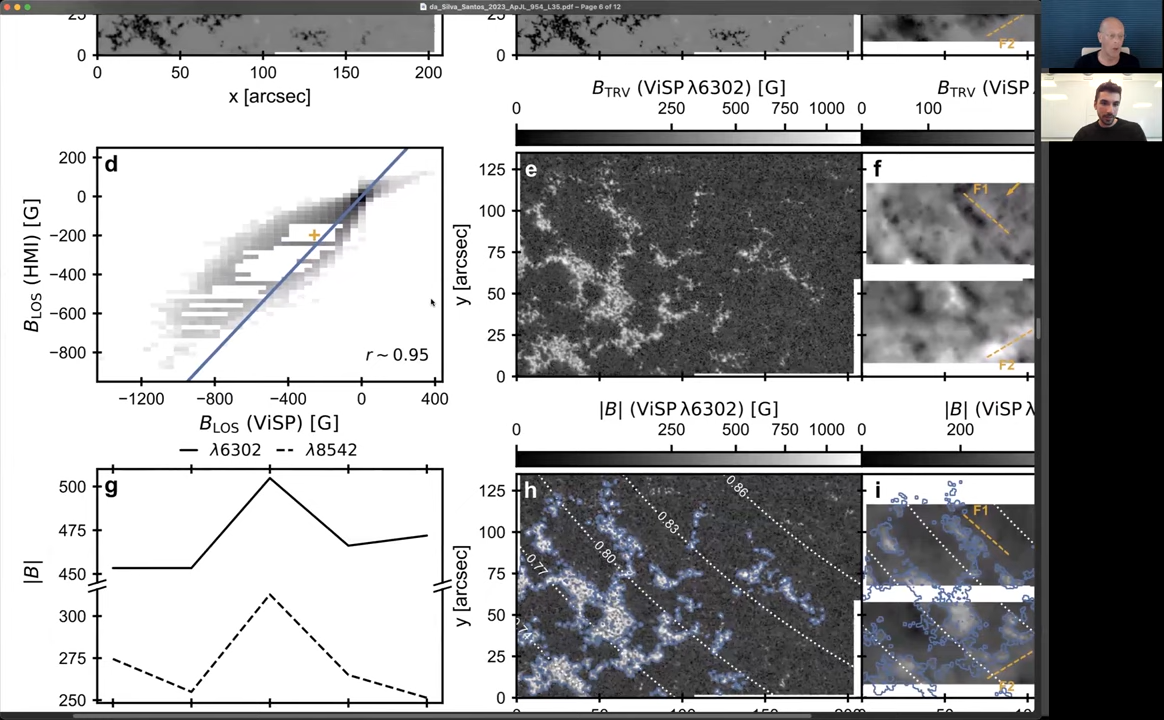 da_Silva_Santos_2023_ApJL_954_L35.pdf – Page 6 of 12
25
0
0 50 100 150 200
x [arcsec]
25
0
F2
B_TRV (ViSP λ6302) [G]
0 250 500 750 1000
B_TRV (ViSP
0 100
d
200
0
−200
−400
−600
−800
B_LOS (HMI) [G]
r ~ 0.95
−1200 −800 −400 0 400
B_LOS (ViSP) [G]
e
125
100
75
50
25
0
y [arcsec]
f
F1
F2
λ6302 λ8542
g
500
475
450
300
275
250
|B|
|B| (ViSP λ6302) [G]
0 250 500 750 1000
|B| (ViSP
0 200
h
125
100
75
50
25
0
y [arcsec]
0.86
0.83
0.80
0.77
i
F1
F2